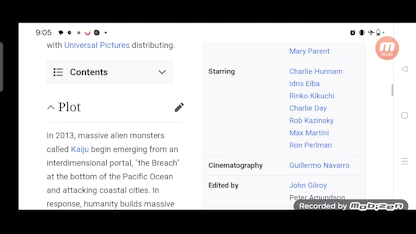 9:05
with Universal Pictures distributing.
Contents
Plot
In 2013, massive alien monsters
called Kaiju begin emerging from an
interdimensional portal, "the Breach"
at the bottom of the Pacific Ocean
and attacking coastal cities. In
response, humanity builds massive
Mary Parent
Starring
Charlie Hunnam
Idris Elba
Rinko Kikuchi
Charlie Day
Rob Kazinsky
Max Martini
Ron Perlman
Cinematography
Guillermo Navarro
Edited by
John Gilroy
Peter Amundson
Recorded by MOBIZEN